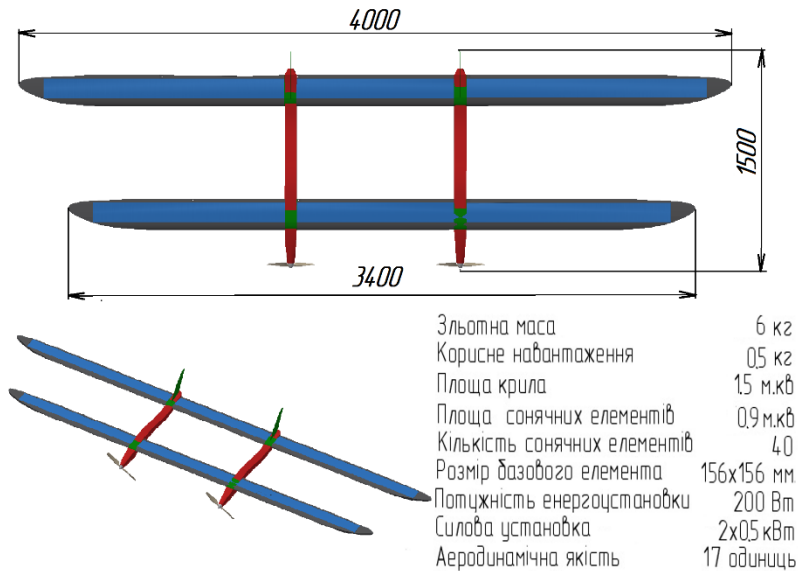 4000
1500
3400
Зльотна маса 6 кг
Корисне навантаження 0,5 кг
Площа крила 1.5 м.кв
Площа сонячних елементів 0,9 м.кв
Кількість сонячних елементів 40
Розмір базового елемента 156х156 мм
Потужність енергоустановки 200 Вт
Силова установка 2х0,5 кВт
Аеродинамічна якість 17 одиниць